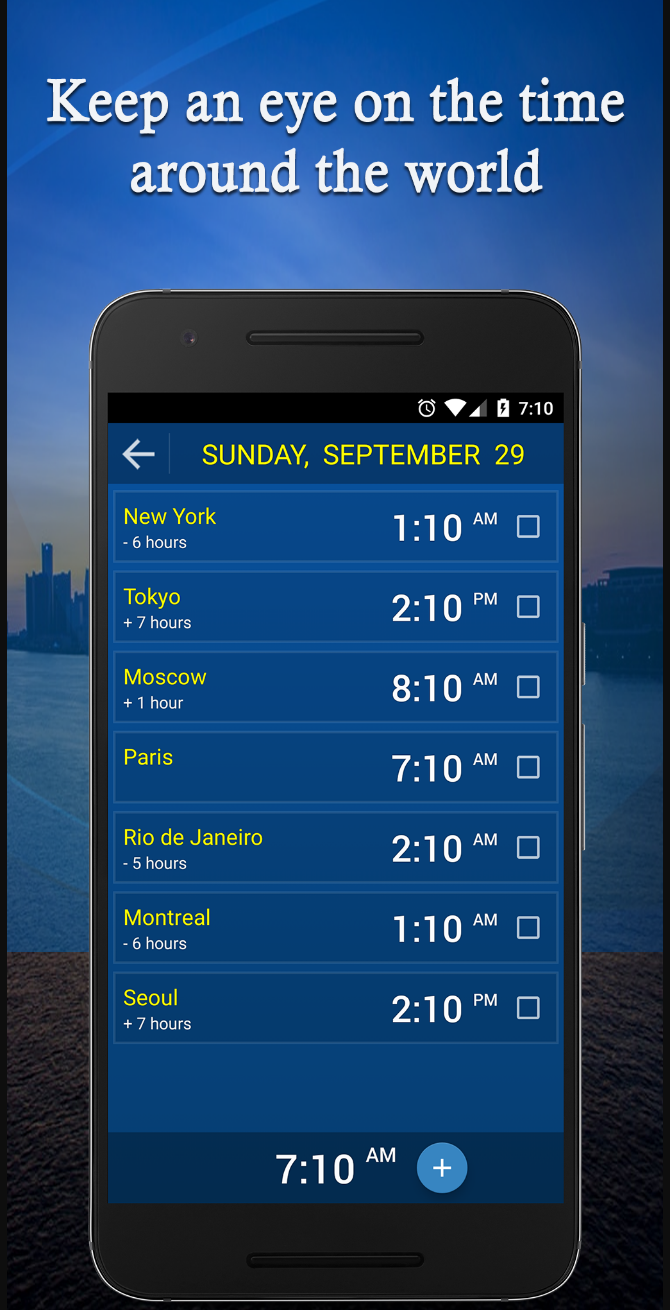 Keep an eye on the time
around the world
7:10
SUNDAY, SEPTEMBER 29
New York
1:10 AM
- 6 hours
Tokyo
2:10 PM
+ 7 hours
Moscow
8:10 AM
+ 1 hour
Paris
7:10 AM
Rio de Janeiro
2:10 AM
- 5 hours
Montreal
1:10 AM
- 6 hours
Seoul
2:10 PM
+ 7 hours
7:10 AM
+